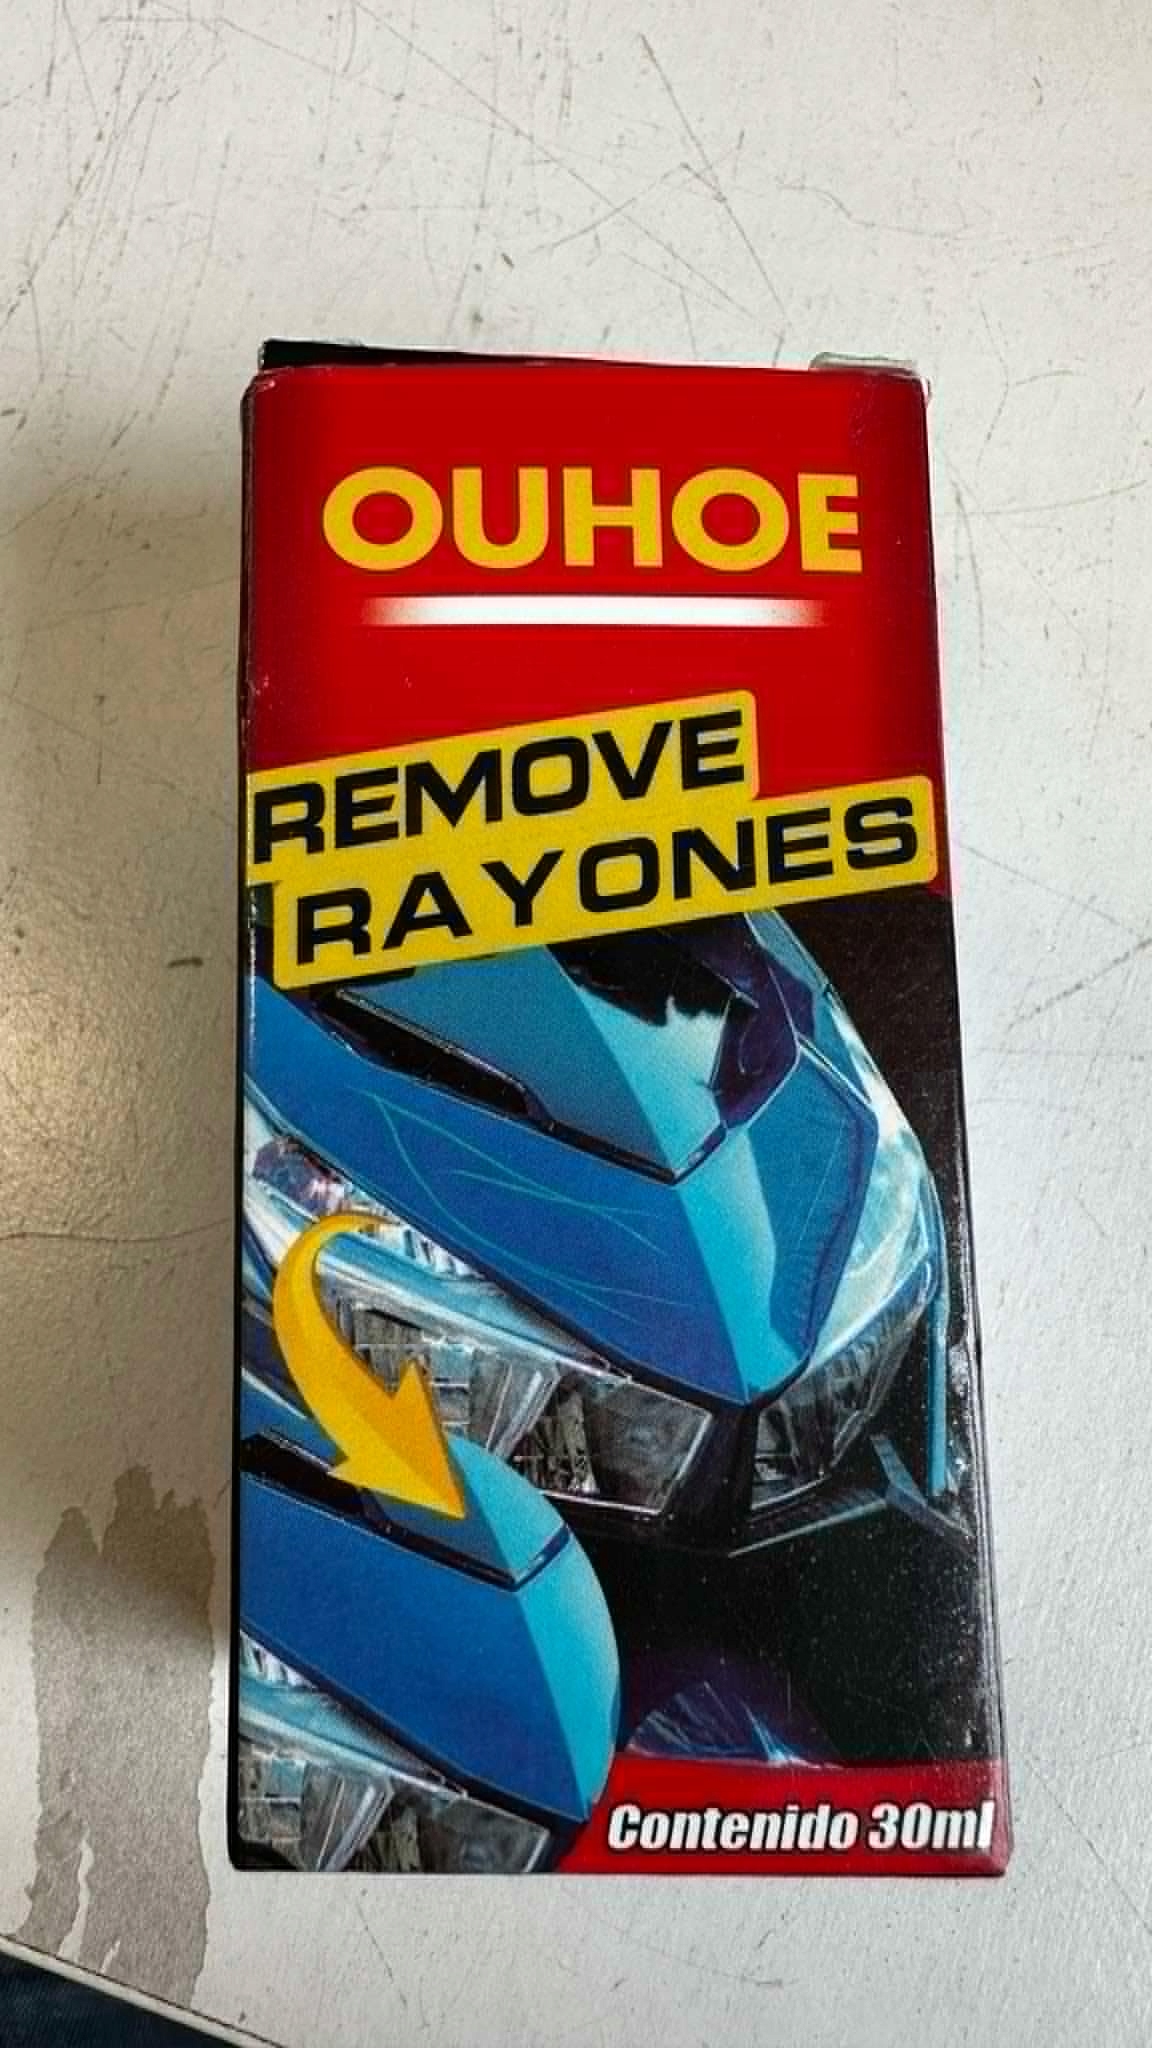 OUHOE
REMOVE
RAYONES
Contenido 30ml